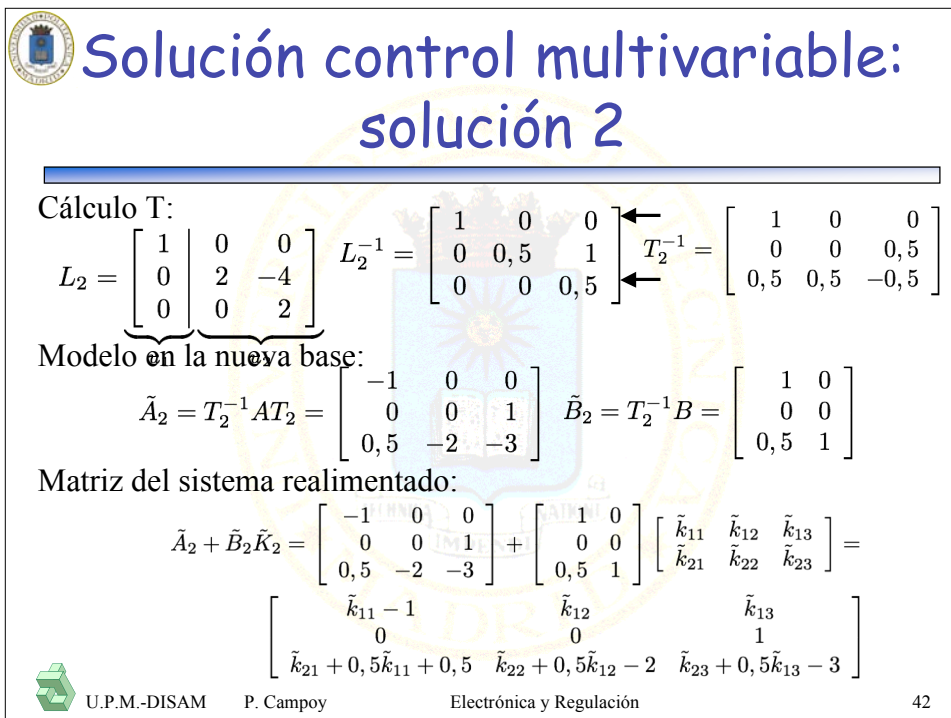 Solución control multivariable:
solución 2
Cálculo T:
L₂ = [ 1 | 0 0 ; 0 | 2 −4 ; 0 | 0 2 ]   L₂⁻¹ = [ 1 0 0 ; 0 0,5 1 ; 0 0 0,5 ]   T₂⁻¹ = [ 1 0 0 ; 0 0 0,5 ; 0,5 0,5 −0,5 ]
Modelo en la nueva base:
Ã₂ = T₂⁻¹AT₂ = [ −1 0 0 ; 0 0 1 ; 0,5 −2 −3 ]   B̃₂ = T₂⁻¹B = [ 1 0 ; 0 0 ; 0,5 1 ]
Matriz del sistema realimentado:
Ã₂ + B̃₂K̃₂ = [ −1 0 0 ; 0 0 1 ; 0,5 −2 −3 ] + [ 1 0 ; 0 0 ; 0,5 1 ] [ k̃₁₁ k̃₁₂ k̃₁₃ ; k̃₂₁ k̃₂₂ k̃₂₃ ] =
[ k̃₁₁ − 1   k̃₁₂   k̃₁₃ ; 0   0   1 ; k̃₂₁ + 0,5k̃₁₁ + 0,5   k̃₂₂ + 0,5k̃₁₂ − 2   k̃₂₃ + 0,5k̃₁₃ − 3 ]
U.P.M.-DISAM P. Campoy Electrónica y Regulación 42